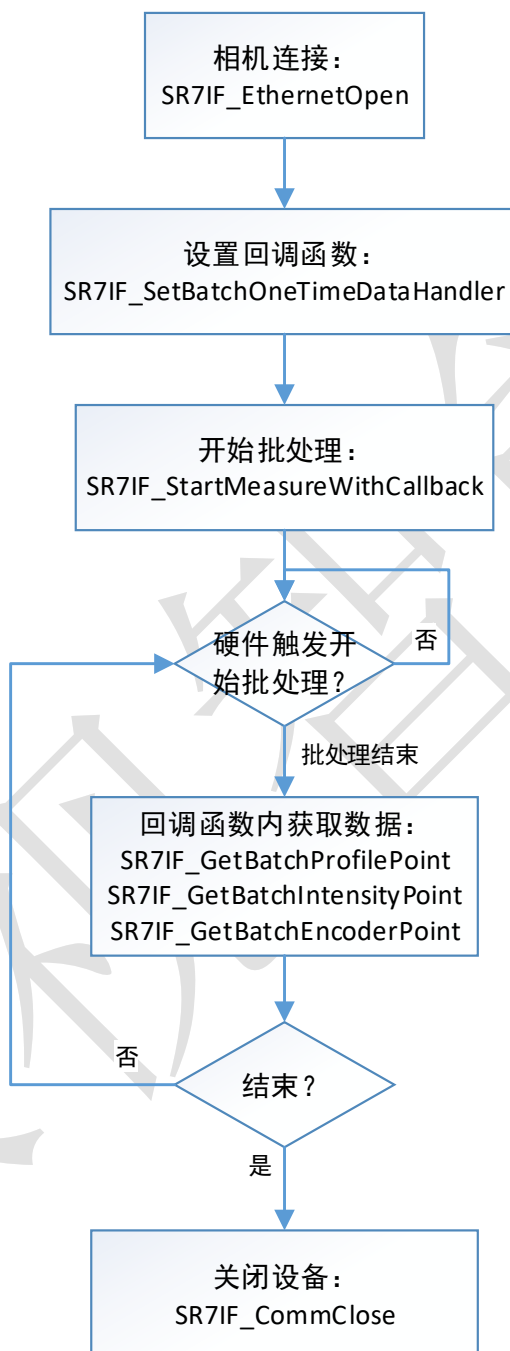 相机连接：
SR7IF_EthernetOpen
设置回调函数：
SR7IF_SetBatchOneTimeDataHandler
开始批处理：
SR7IF_StartMeasureWithCallback
硬件触发开
始批处理？
否
批处理结束
回调函数内获取数据：
SR7IF_GetBatchProfilePoint
SR7IF_GetBatchIntensityPoint
SR7IF_GetBatchEncoderPoint
否
结束？
是
关闭设备：
SR7IF_CommClose